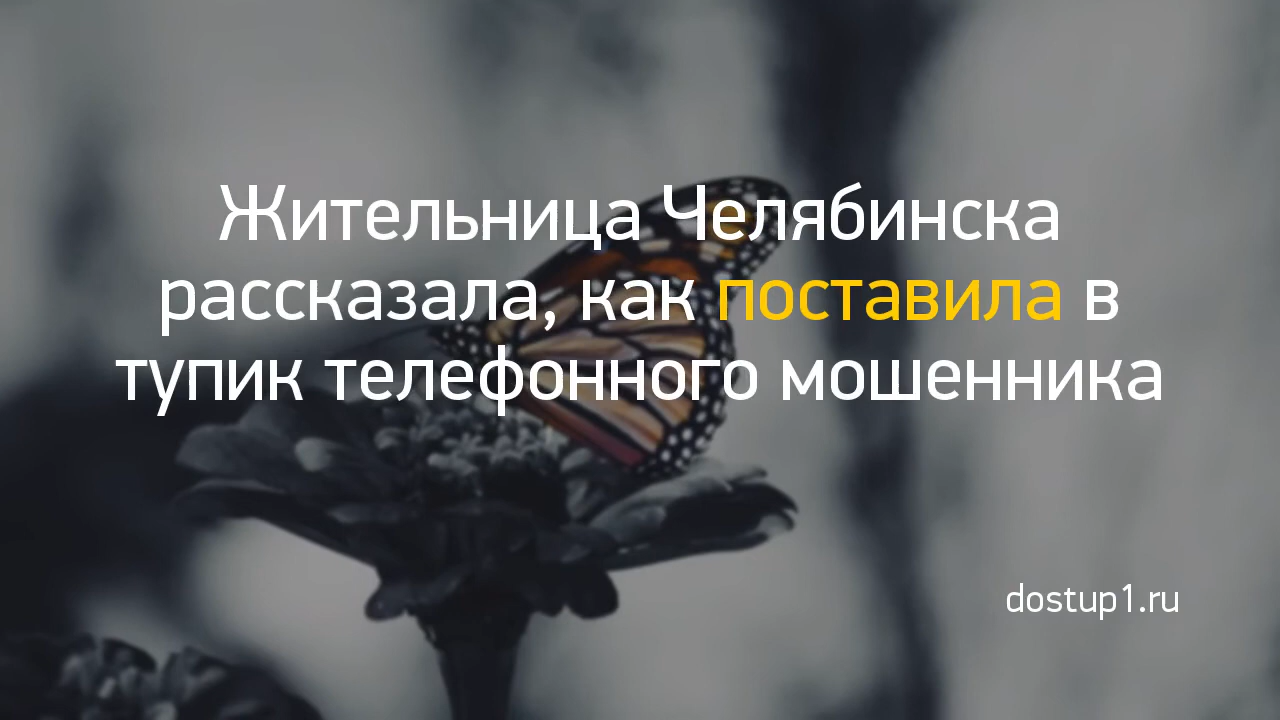 Жительница Челябинска
рассказала, как поставила в
тупик телефонного мошенника
dostup1.ru